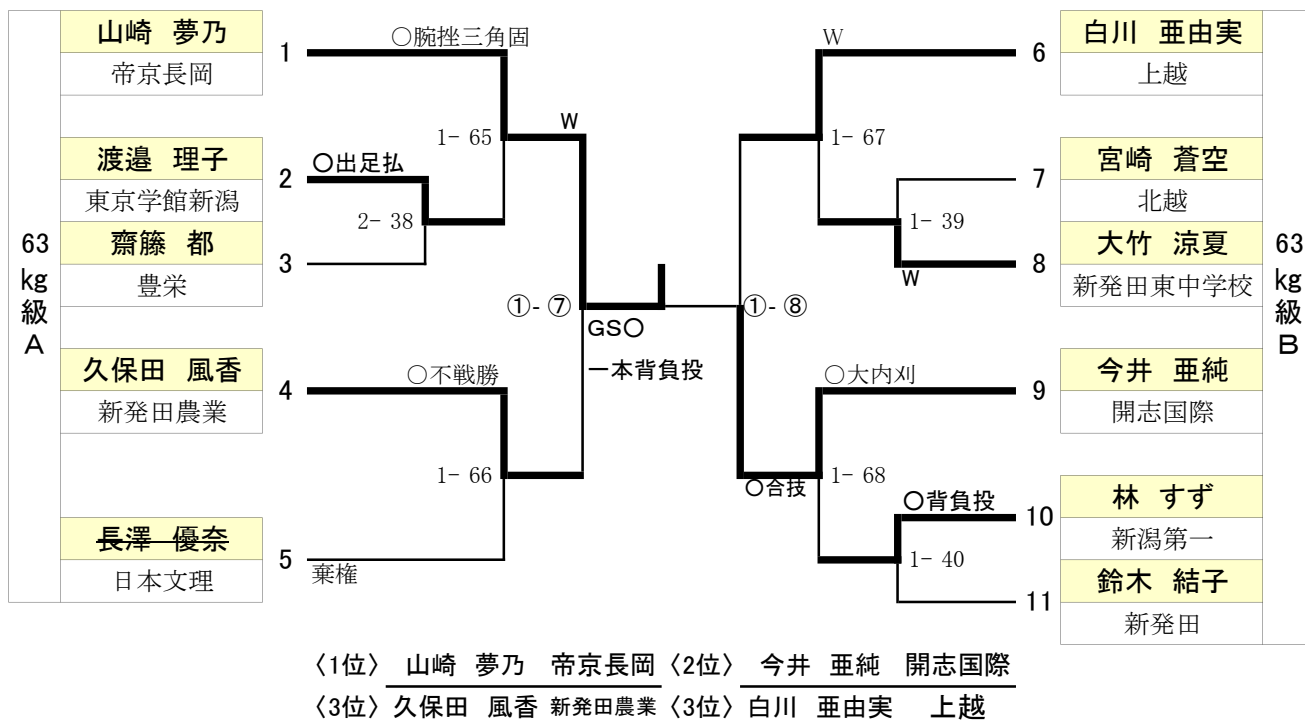 63
kg
級
A
山崎 夢乃
帝京長岡
1
○腕挫三角固
1- 65
W
渡邉 理子
東京学館新潟
2
○出足払
2- 38
齋藤 都
豊栄
3
①- ⑦
GS○
一本背負投
久保田 風香
新発田農業
4
○不戦勝
1- 66
長澤 優奈
日本文理
5
棄権
W
6
白川 亜由実
上越
1- 67
7
宮崎 蒼空
北越
1- 39
8
大竹 涼夏
新発田東中学校
W
①- ⑧
○大内刈
9
今井 亜純
開志国際
○合技
1- 68
○背負投
10
林 すず
新潟第一
1- 40
11
鈴木 結子
新発田
63
kg
級
B
〈1位〉 山崎 夢乃 帝京長岡 〈2位〉 今井 亜純 開志国際
〈3位〉 久保田 風香 新発田農業 〈3位〉 白川 亜由実 上越